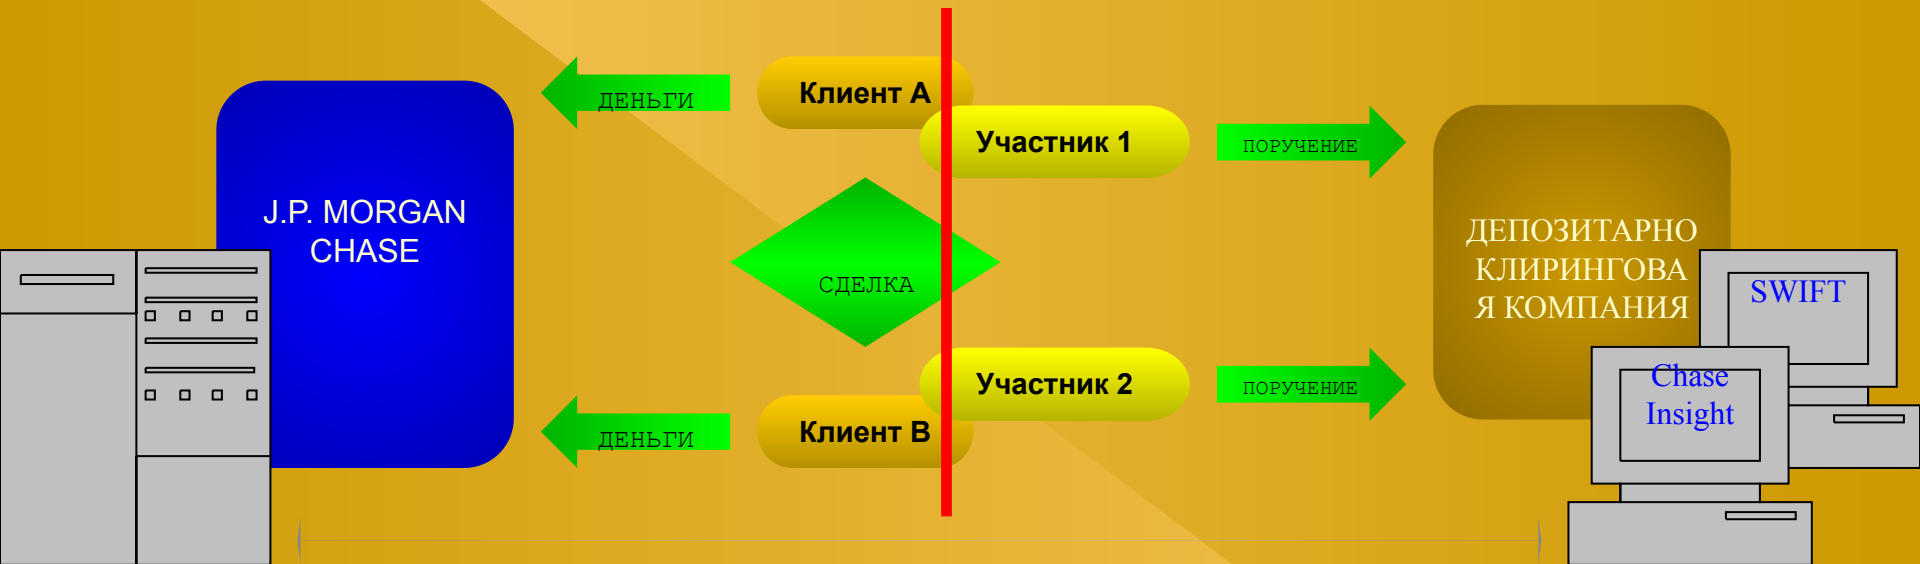 ДЕНЬГИ
Клиент А
Участник 1
ПОРУЧЕНИЕ
J.P. MORGAN
CHASE
СДЕЛКА
ДЕПОЗИТАРНО
КЛИРИНГОВА
Я КОМПАНИЯ
SWIFT
Chase
Insight
Участник 2
ПОРУЧЕНИЕ
ДЕНЬГИ
Клиент В